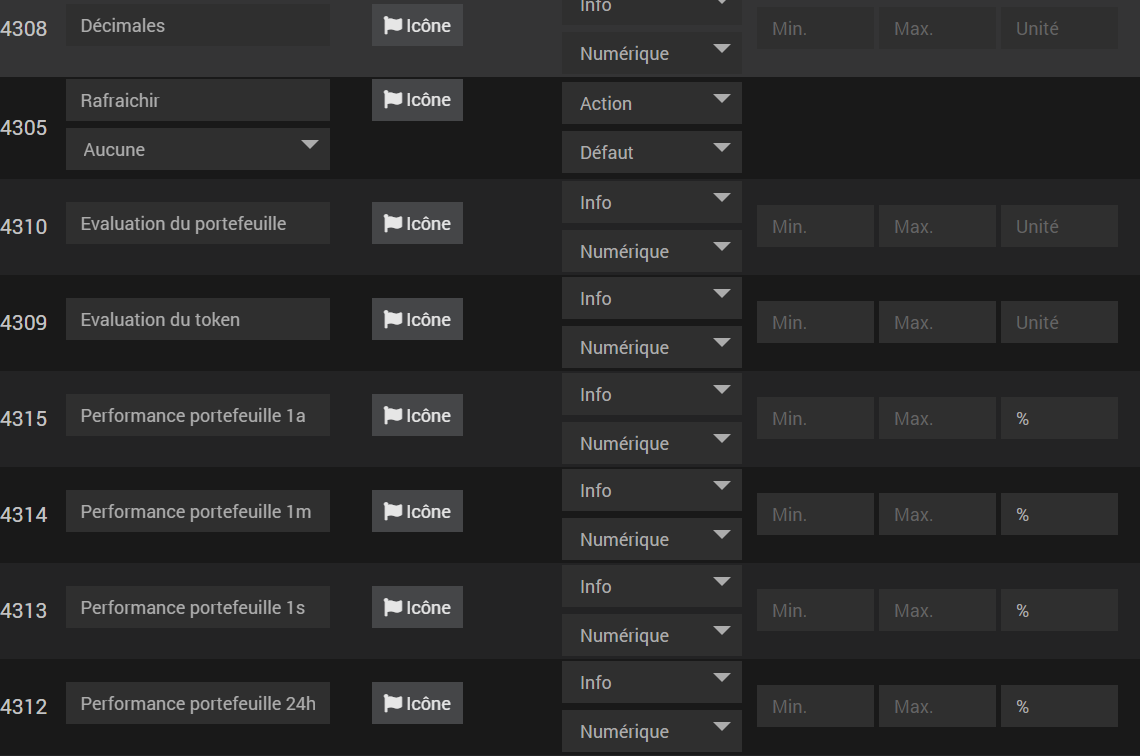 Info
4308 Décimales Icône Min. Max. Unité
Numérique
Rafraichir Icône Action
4305
Aucune Défaut
Info
4310 Evaluation du portefeuille Icône Min. Max. Unité
Numérique
Info
4309 Evaluation du token Icône Min. Max. Unité
Numérique
Info
4315 Performance portefeuille 1a Icône Min. Max. %
Numérique
Info
4314 Performance portefeuille 1m Icône Min. Max. %
Numérique
Info
4313 Performance portefeuille 1s Icône Min. Max. %
Numérique
Info
4312 Performance portefeuille 24h Icône Min. Max. %
Numérique